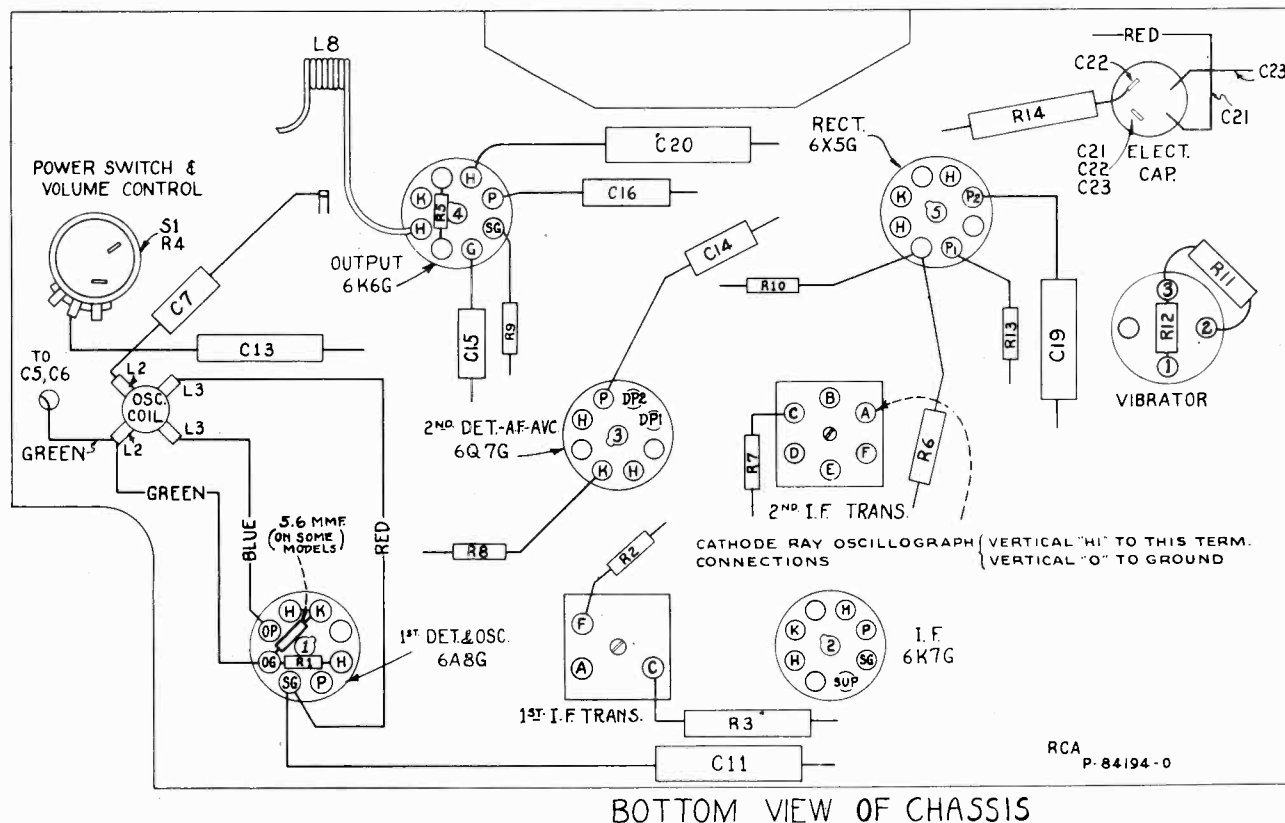 L8
RED
C22
C23
C21
R14
C21
C22
C23
ELECT.
CAP.
RECT.
6X5G
C20
C16
POWER SWITCH &
VOLUME CONTROL
S1
R4
H
P
K
R5
4
H
SG
G
OUTPUT
6K6G
C7
C13
C15
R9
C14
R10
H
K
P2
5
H
P1
R13
C19
R11
3
R12
2
1
VIBRATOR
TO
C5, C6
L2
L3
OSC.
COIL
L3
L2
GREEN
GREEN
BLUE
RED
2ND. DET.-A.F.-AVC.
6Q7G
P
DP2
H
DP1
3
K
H
B
C
A
D
F
E
R7
R6
2ND. I.F. TRANS.
R8
R2
CATHODE RAY OSCILLOGRAPH
CONNECTIONS
VERTICAL "HI" TO THIS TERM.
VERTICAL "O" TO GROUND
5.6 MMF.
(ON SOME
MODELS)
H
K
OP
1
OG
R1
H
SG
P
1ST. DET. & OSC.
6A8G
F
A
C
1ST. I.F. TRANS.
R3
C11
H
K
P
2
H
SG
SUP
I.F.
6K7G
RCA
P-84194-0
BOTTOM VIEW OF CHASSIS